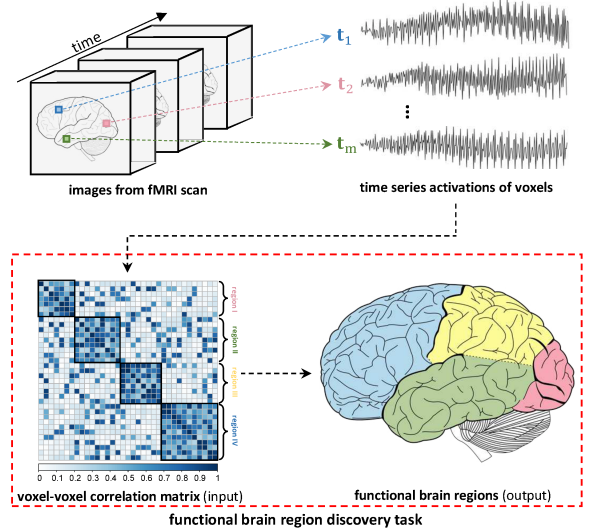 time
t1
t2
tm
images from fMRI scan
time series activations of voxels
region I
region II
region III
region IV
0 0.1 0.2 0.3 0.4 0.5 0.6 0.7 0.8 0.9 1
voxel-voxel correlation matrix (input)
functional brain regions (output)
functional brain region discovery task